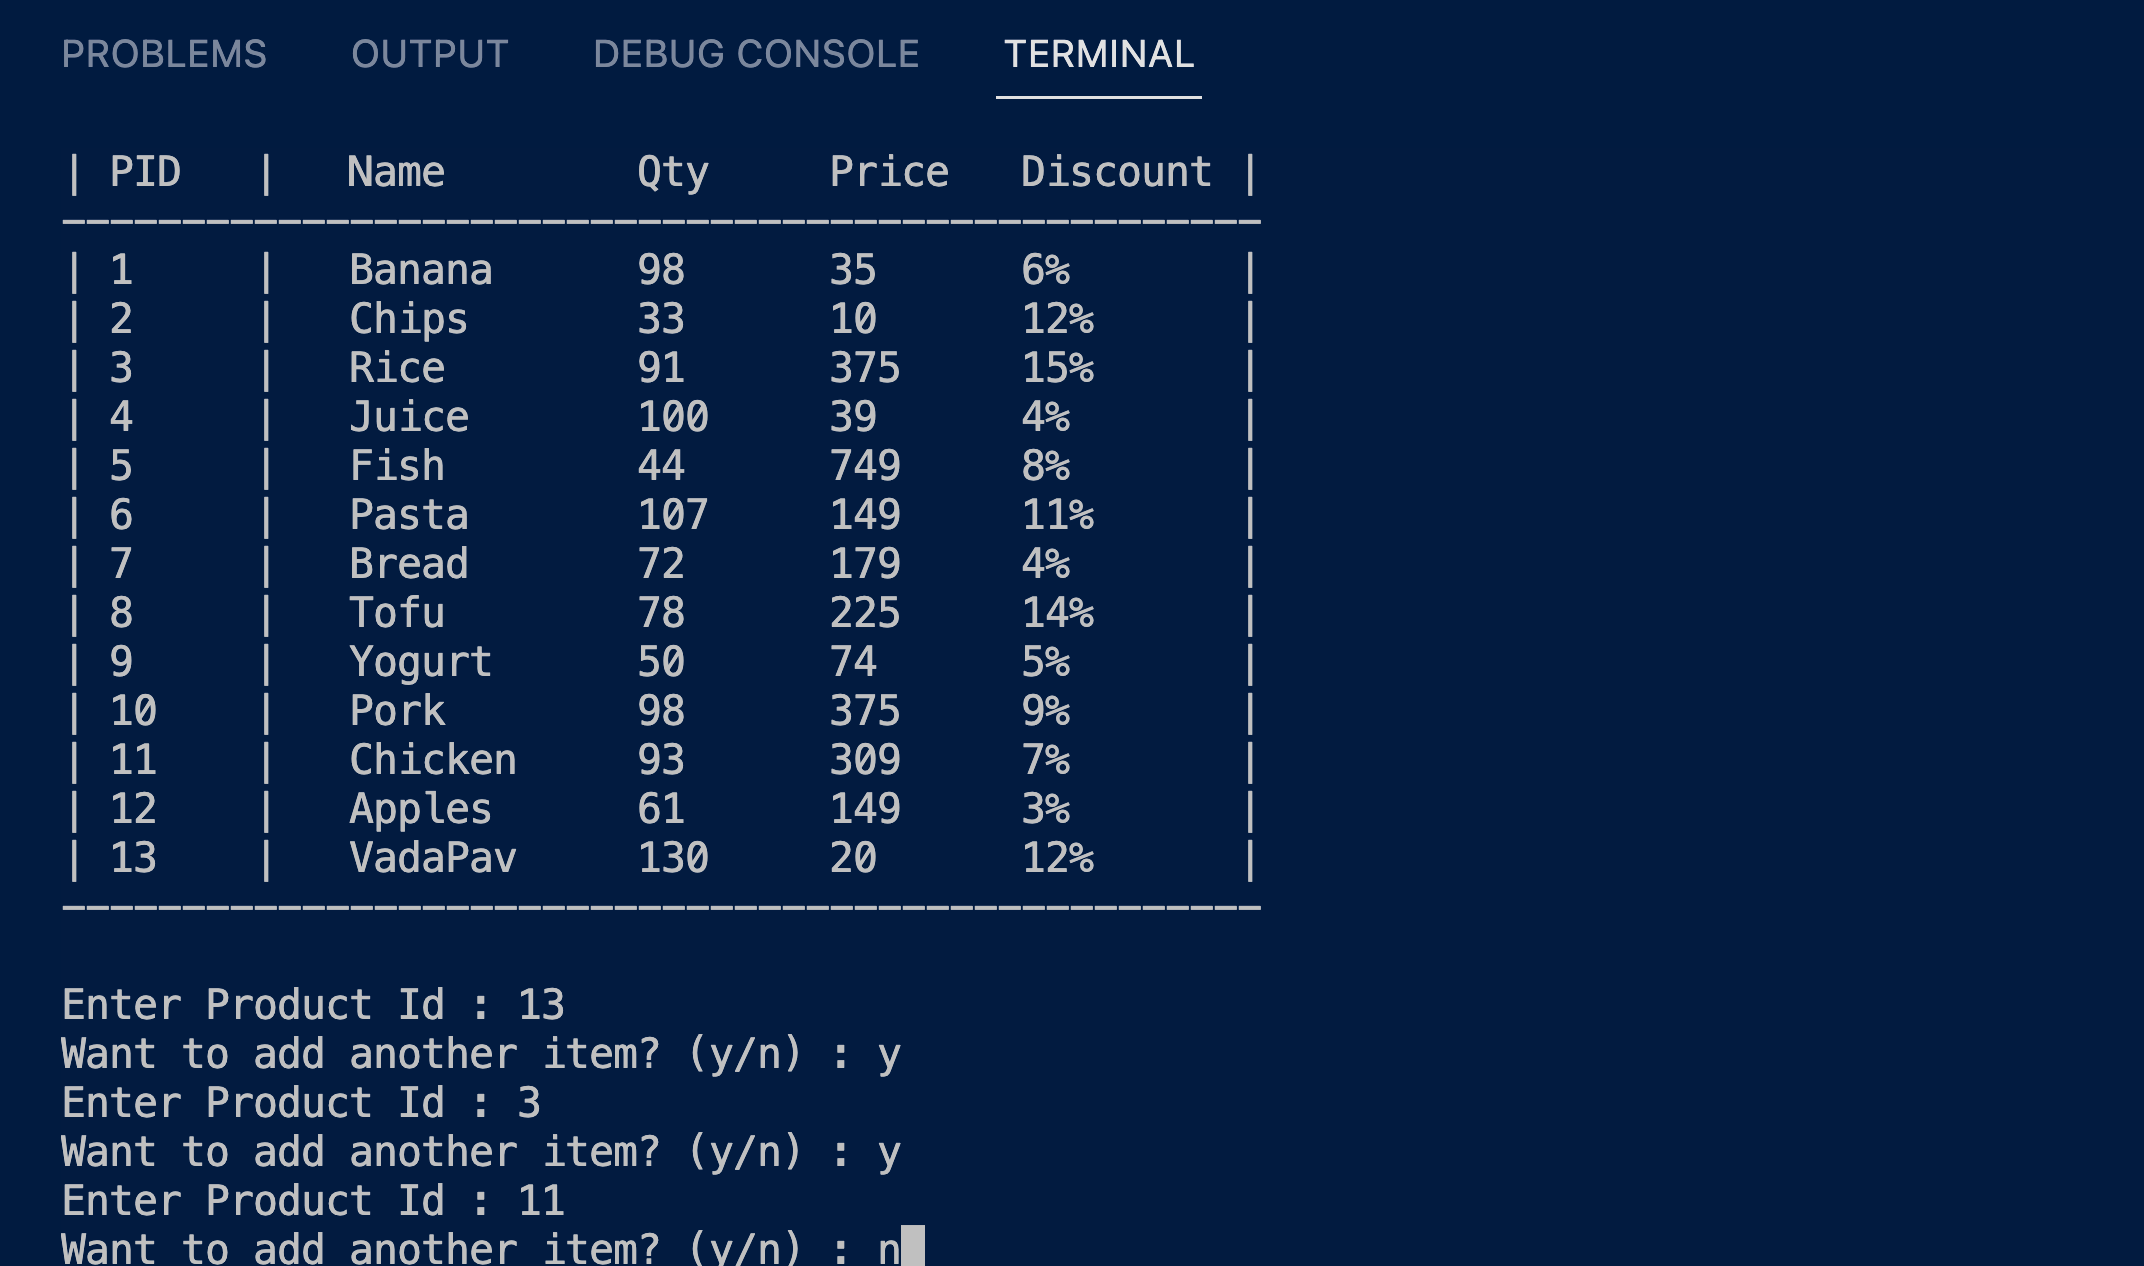 PROBLEMS OUTPUT DEBUG CONSOLE TERMINAL
| PID | Name Qty Price Discount |
--------------------------------------------------
| 1 | Banana 98 35 6% |
| 2 | Chips 33 10 12% |
| 3 | Rice 91 375 15% |
| 4 | Juice 100 39 4% |
| 5 | Fish 44 749 8% |
| 6 | Pasta 107 149 11% |
| 7 | Bread 72 179 4% |
| 8 | Tofu 78 225 14% |
| 9 | Yogurt 50 74 5% |
| 10 | Pork 98 375 9% |
| 11 | Chicken 93 309 7% |
| 12 | Apples 61 149 3% |
| 13 | VadaPav 130 20 12% |
--------------------------------------------------
Enter Product Id : 13
Want to add another item? (y/n) : y
Enter Product Id : 3
Want to add another item? (y/n) : y
Enter Product Id : 11
Want to add another item? (y/n) : n